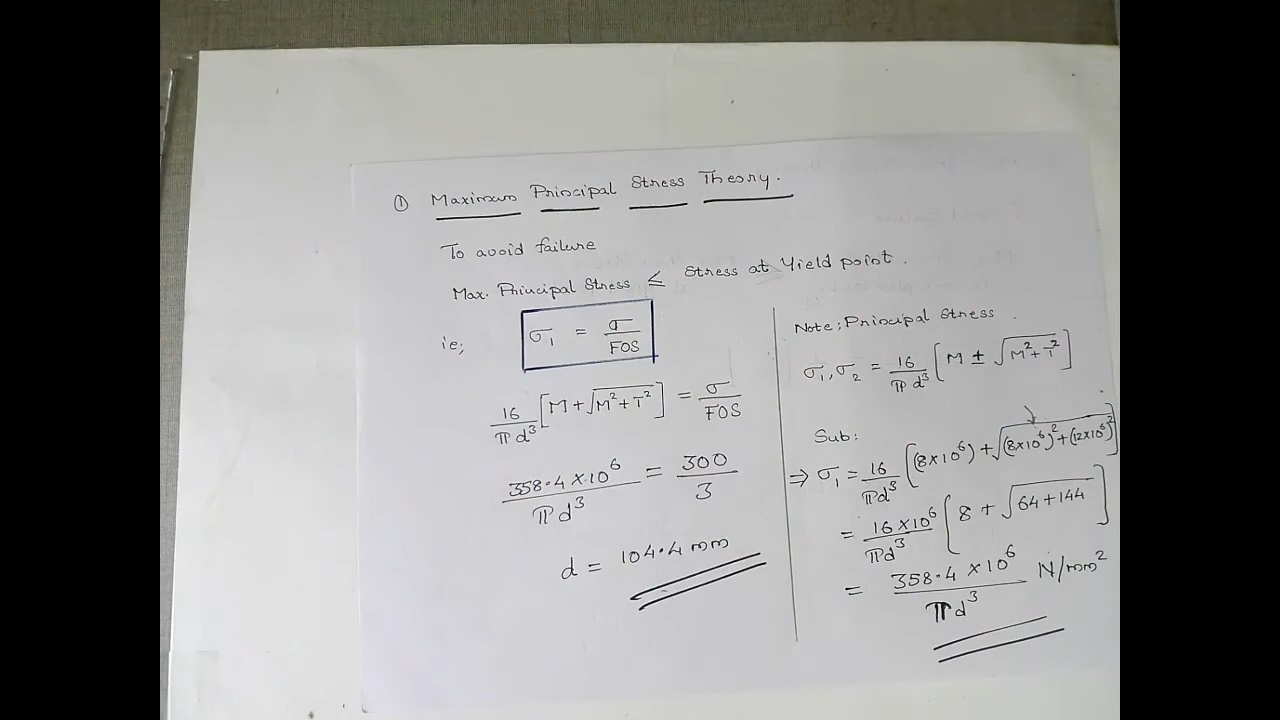 ① Maximum Principal Stress Theory.
To avoid failure
Max. Principal Stress ≤ Stress at Yield point.
ie; σ₁ = σ/FOS
16/πd³ [M + √(M² + T²)] = σ/FOS
358.4 × 10⁶/πd³ = 300/3
d = 104.4 mm
Note; Principal Stress.
σ₁, σ₂ = 16/πd³ [M ± √(M² + T²)]
Sub:
⇒ σ₁ = 16/πd³ [(8×10⁶) + √((8×10⁶)² + (12×10⁶)²)]
= 16×10⁶/πd³ [8 + √(64+144)]
= 358.4 × 10⁶/πd³ N/mm²